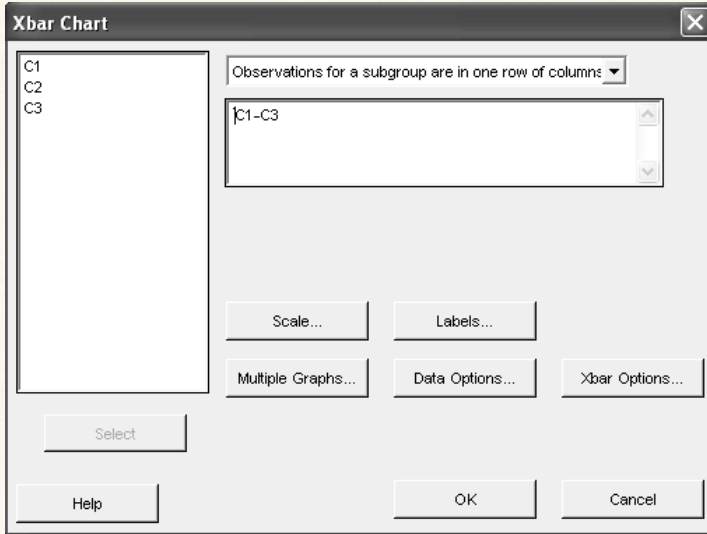 Xbar Chart
C1
C2
C3
Observations for a subgroup are in one row of columns
C1-C3
Scale...
Labels...
Multiple Graphs...
Data Options...
Xbar Options...
Select
Help
OK
Cancel